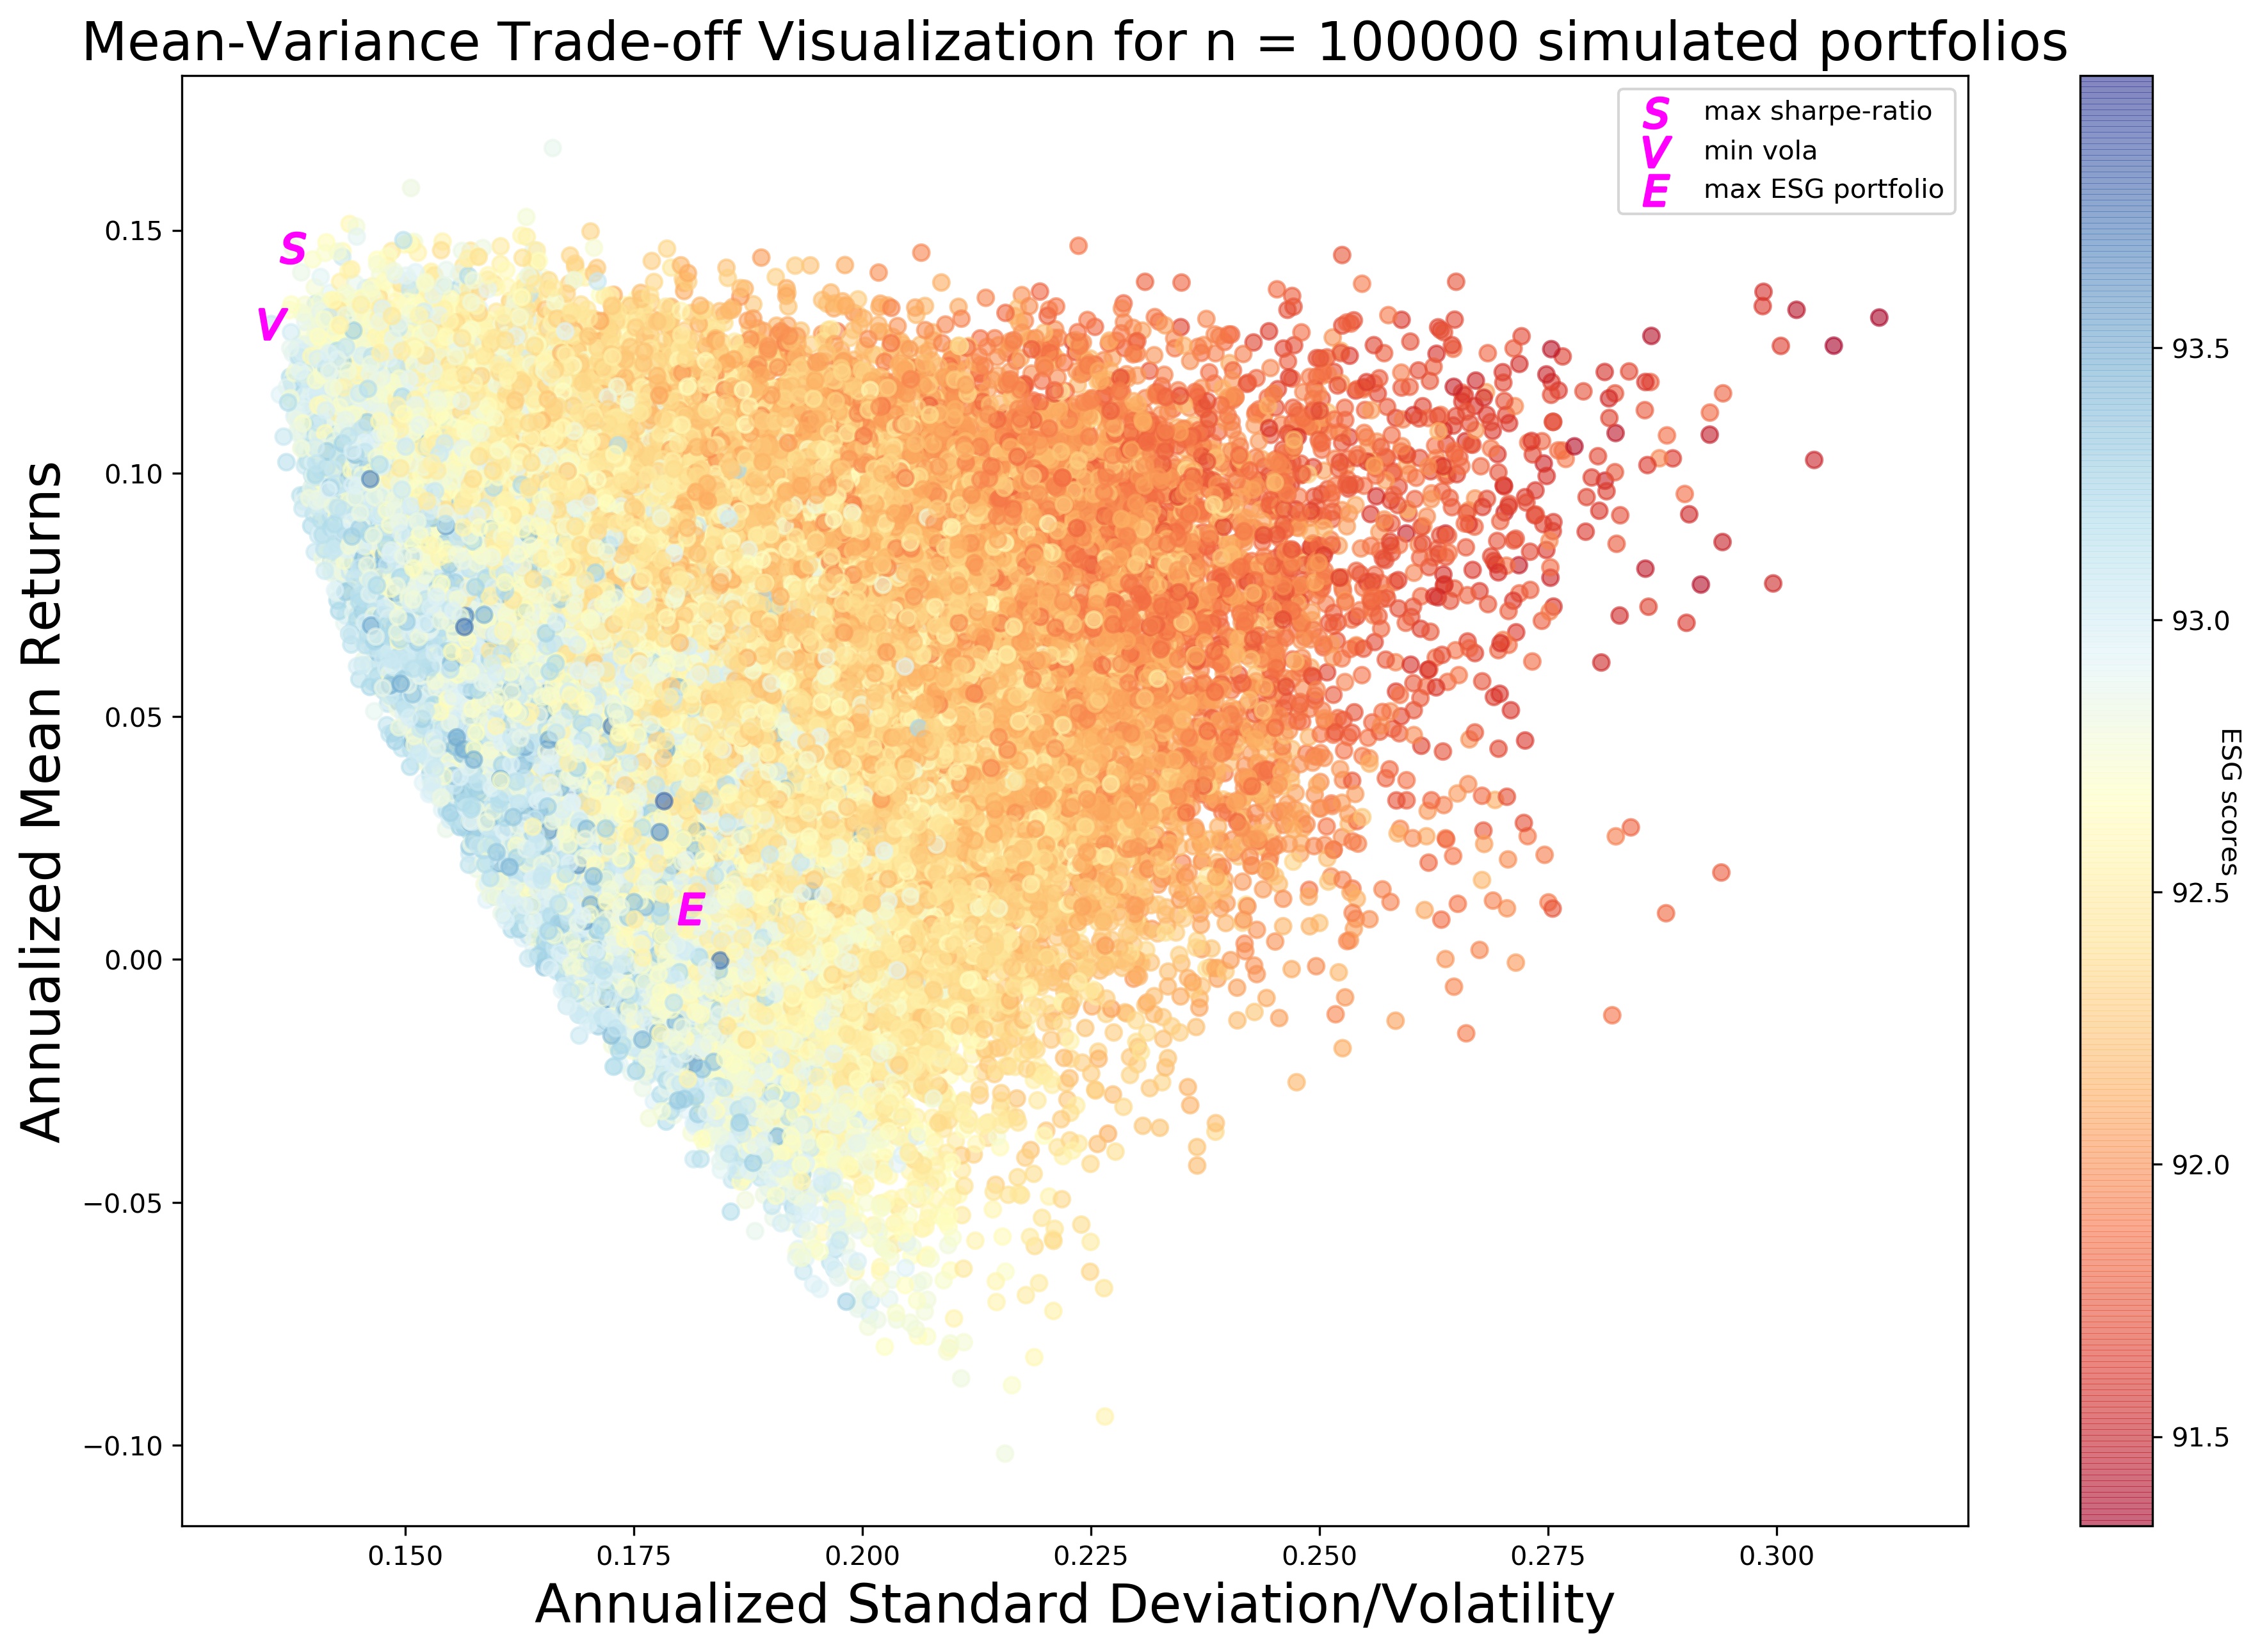 Mean-Variance Trade-off Visualization for n = 100000 simulated portfolios
S max sharpe-ratio
V min vola
E max ESG portfolio
0.15
0.10
0.05
0.00
−0.05
−0.10
Annualized Mean Returns
S
V
E
0.150 0.175 0.200 0.225 0.250 0.275 0.300
Annualized Standard Deviation/Volatility
93.5
93.0
92.5
92.0
91.5
ESG scores